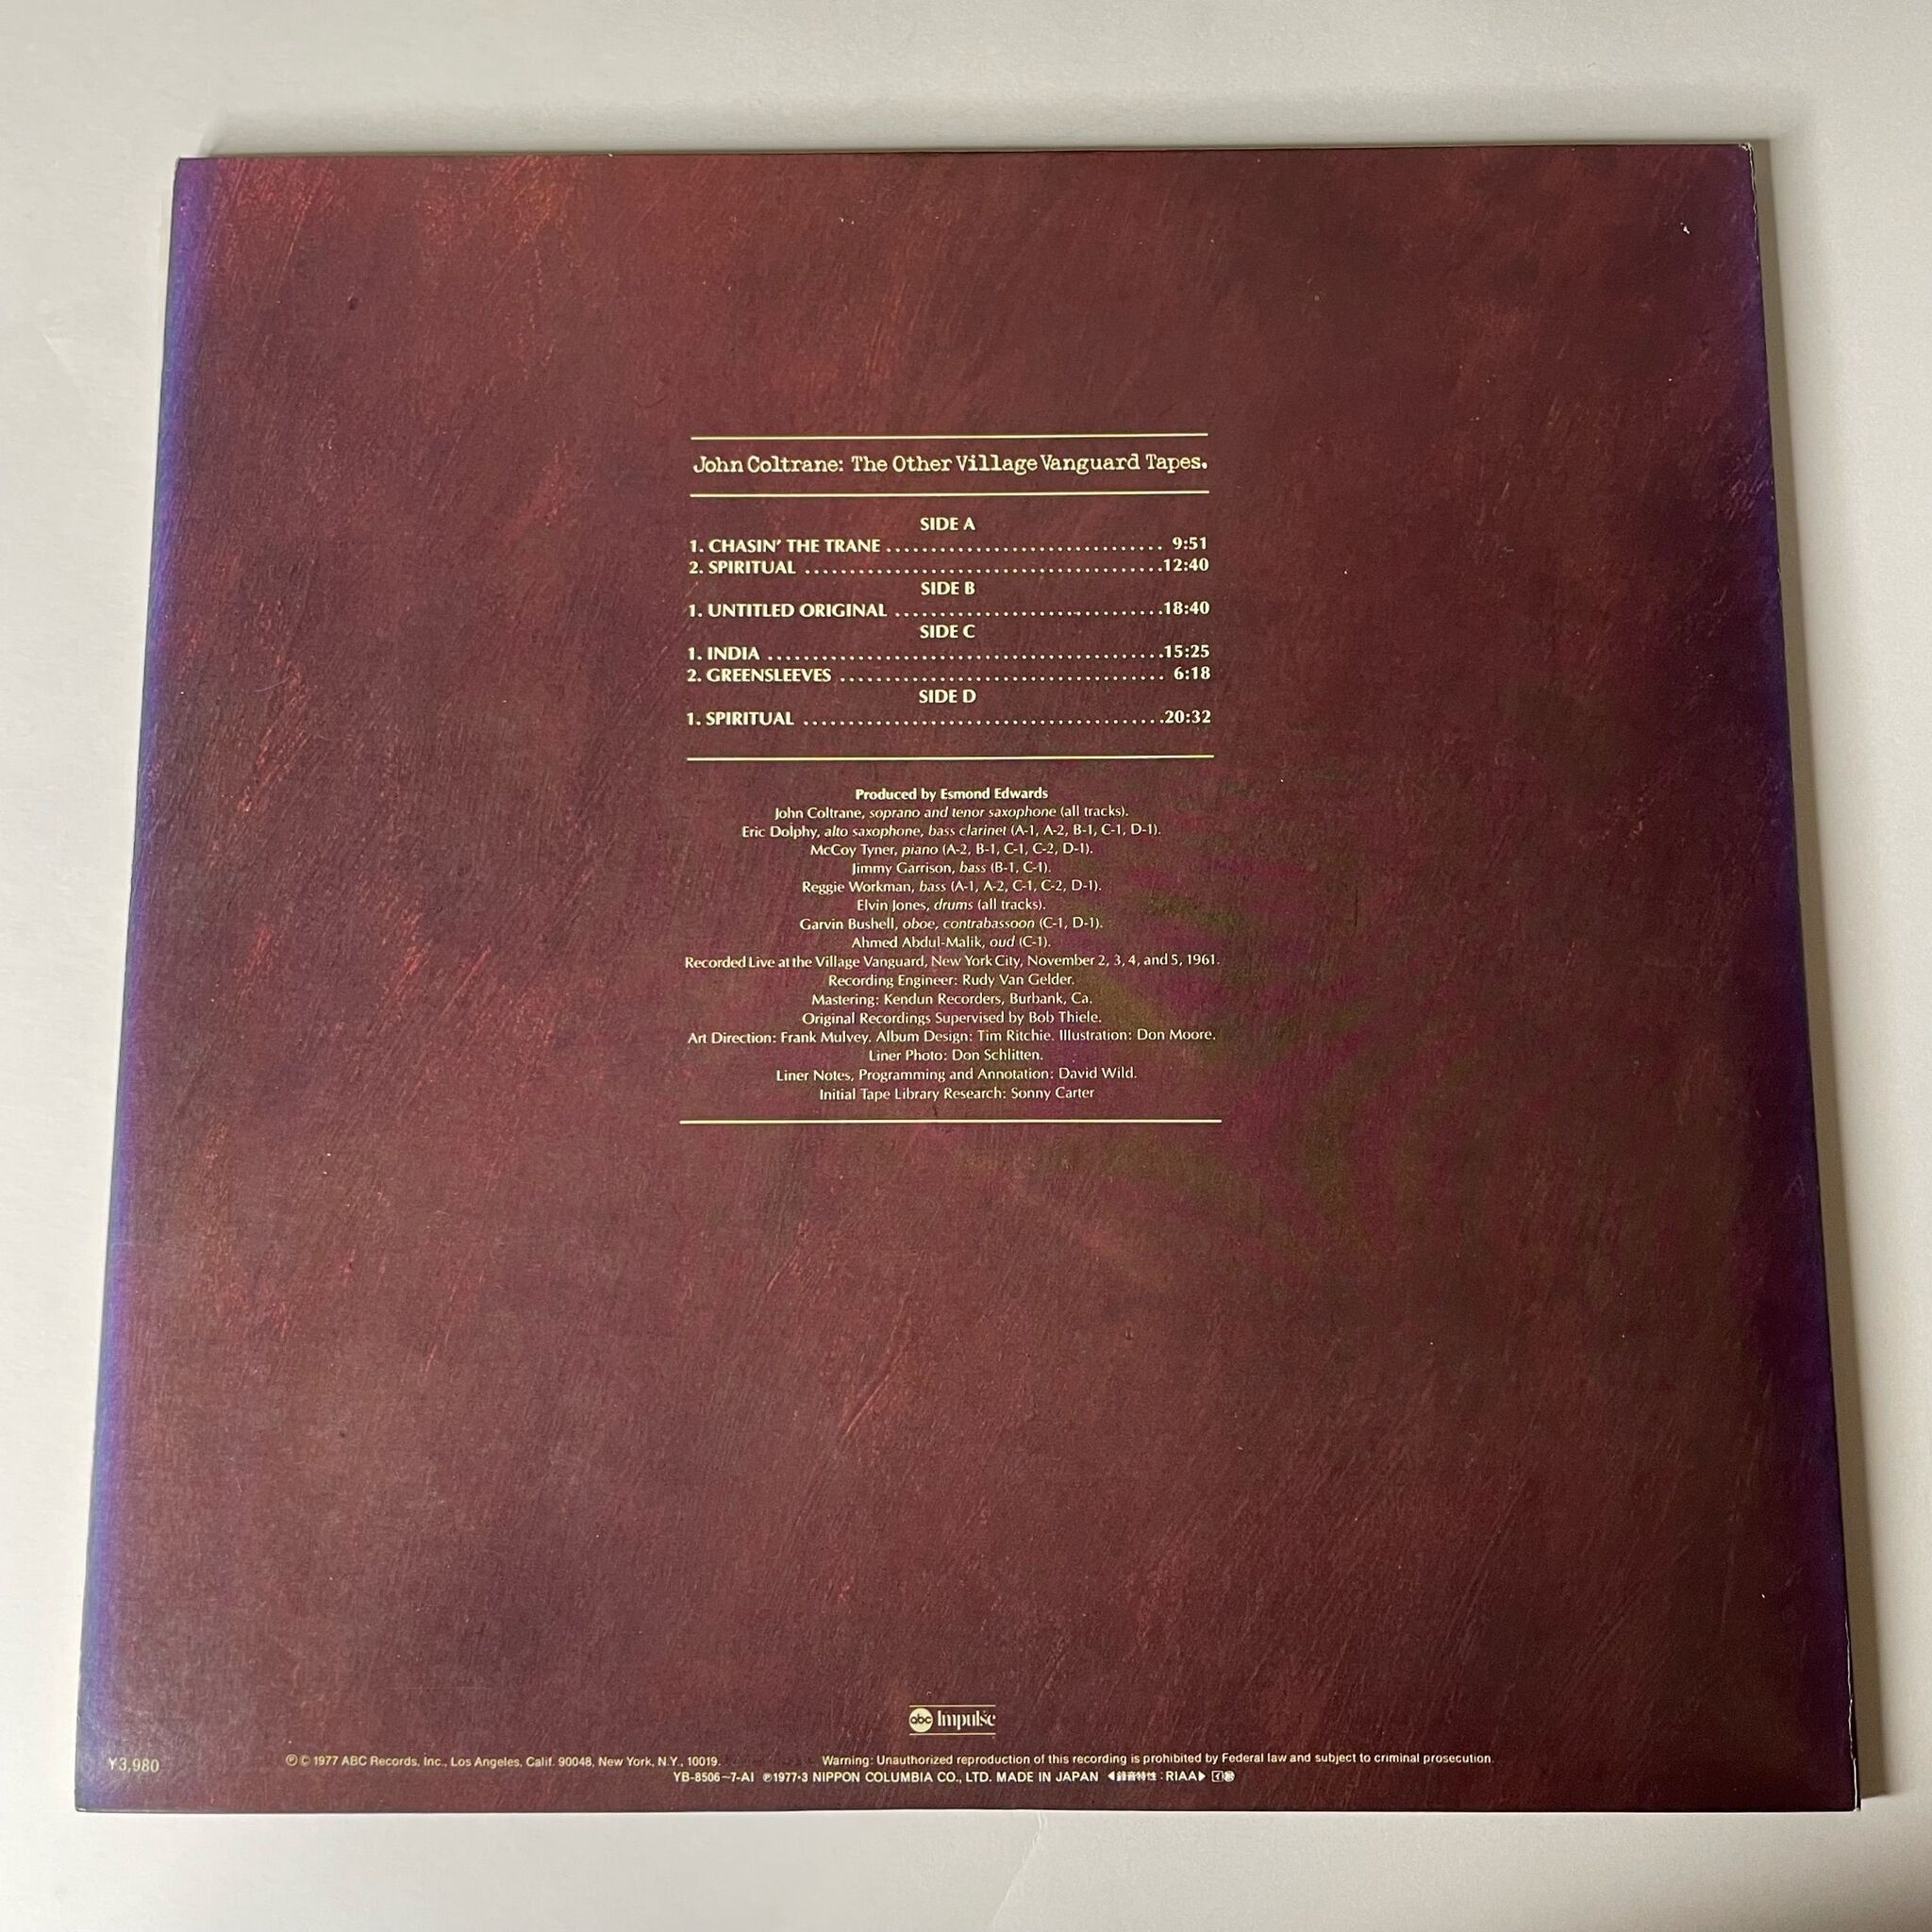 John Coltrane: The Other Village Vanguard Tapes.
SIDE A
1. CHASIN' THE TRANE ............................... 9:51
2. SPIRITUAL ........................................12:40
SIDE B
1. UNTITLED ORIGINAL ..............................18:40
SIDE C
1. INDIA ............................................15:25
2. GREENSLEEVES .................................... 6:18
SIDE D
1. SPIRITUAL ........................................20:32
Produced by Esmond Edwards
John Coltrane, soprano and tenor saxophone (all tracks).
Eric Dolphy, alto saxophone, bass clarinet (A-1, A-2, B-1, C-1, D-1).
McCoy Tyner, piano (A-2, B-1, C-1, C-2, D-1).
Jimmy Garrison, bass (B-1, C-1).
Reggie Workman, bass (A-1, A-2, C-1, C-2, D-1).
Elvin Jones, drums (all tracks).
Garvin Bushell, oboe, contrabassoon (C-1, D-1).
Ahmed Abdul-Malik, oud (C-1).
Recorded Live at the Village Vanguard, New York City, November 2, 3, 4, and 5, 1961.
Recording Engineer: Rudy Van Gelder.
Mastering: Kendun Recorders, Burbank, Ca.
Original Recordings Supervised by Bob Thiele.
Art Direction: Frank Mulvey. Album Design: Tim Ritchie. Illustration: Don Moore.
Liner Photo: Don Schlitten.
Liner Notes, Programming and Annotation: David Wild.
Initial Tape Library Research: Sonny Carter
abc Impulse
¥3,980
℗ © 1977 ABC Records, Inc., Los Angeles, Calif. 90048, New York, N.Y., 10019. Warning: Unauthorized reproduction of this recording is prohibited by Federal law and subject to criminal prosecution.
YB-8506~7-AI ℗1977·3 NIPPON COLUMBIA CO., LTD. MADE IN JAPAN ◀録音特性：RIAA▶